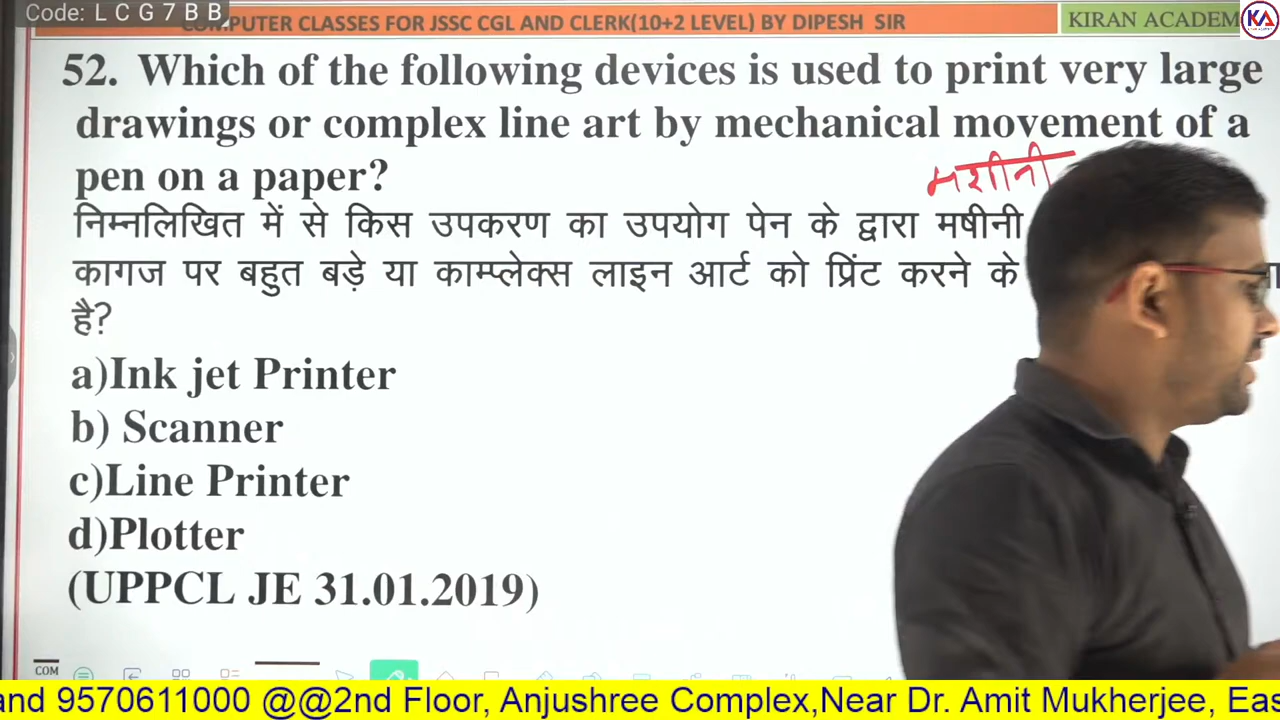 Code: L C G 7 B B
COMPUTER CLASSES FOR JSSC CGL AND CLERK(10+2 LEVEL) BY DIPESH SIR
KIRAN ACADEM
KA
52. Which of the following devices is used to print very large
drawings or complex line art by mechanical movement of a
pen on a paper?
मशीनी
निम्नलिखित में से किस उपकरण का उपयोग पेन के द्वारा मषीनी
कागज पर बहुत बड़े या काम्प्लेक्स लाइन आर्ट को प्रिंट करने के
है?
a)Ink jet Printer
b) Scanner
c)Line Printer
d)Plotter
(UPPCL JE 31.01.2019)
COM
and 9570611000 @@2nd Floor, Anjushree Complex,Near Dr. Amit Mukherjee, Eas